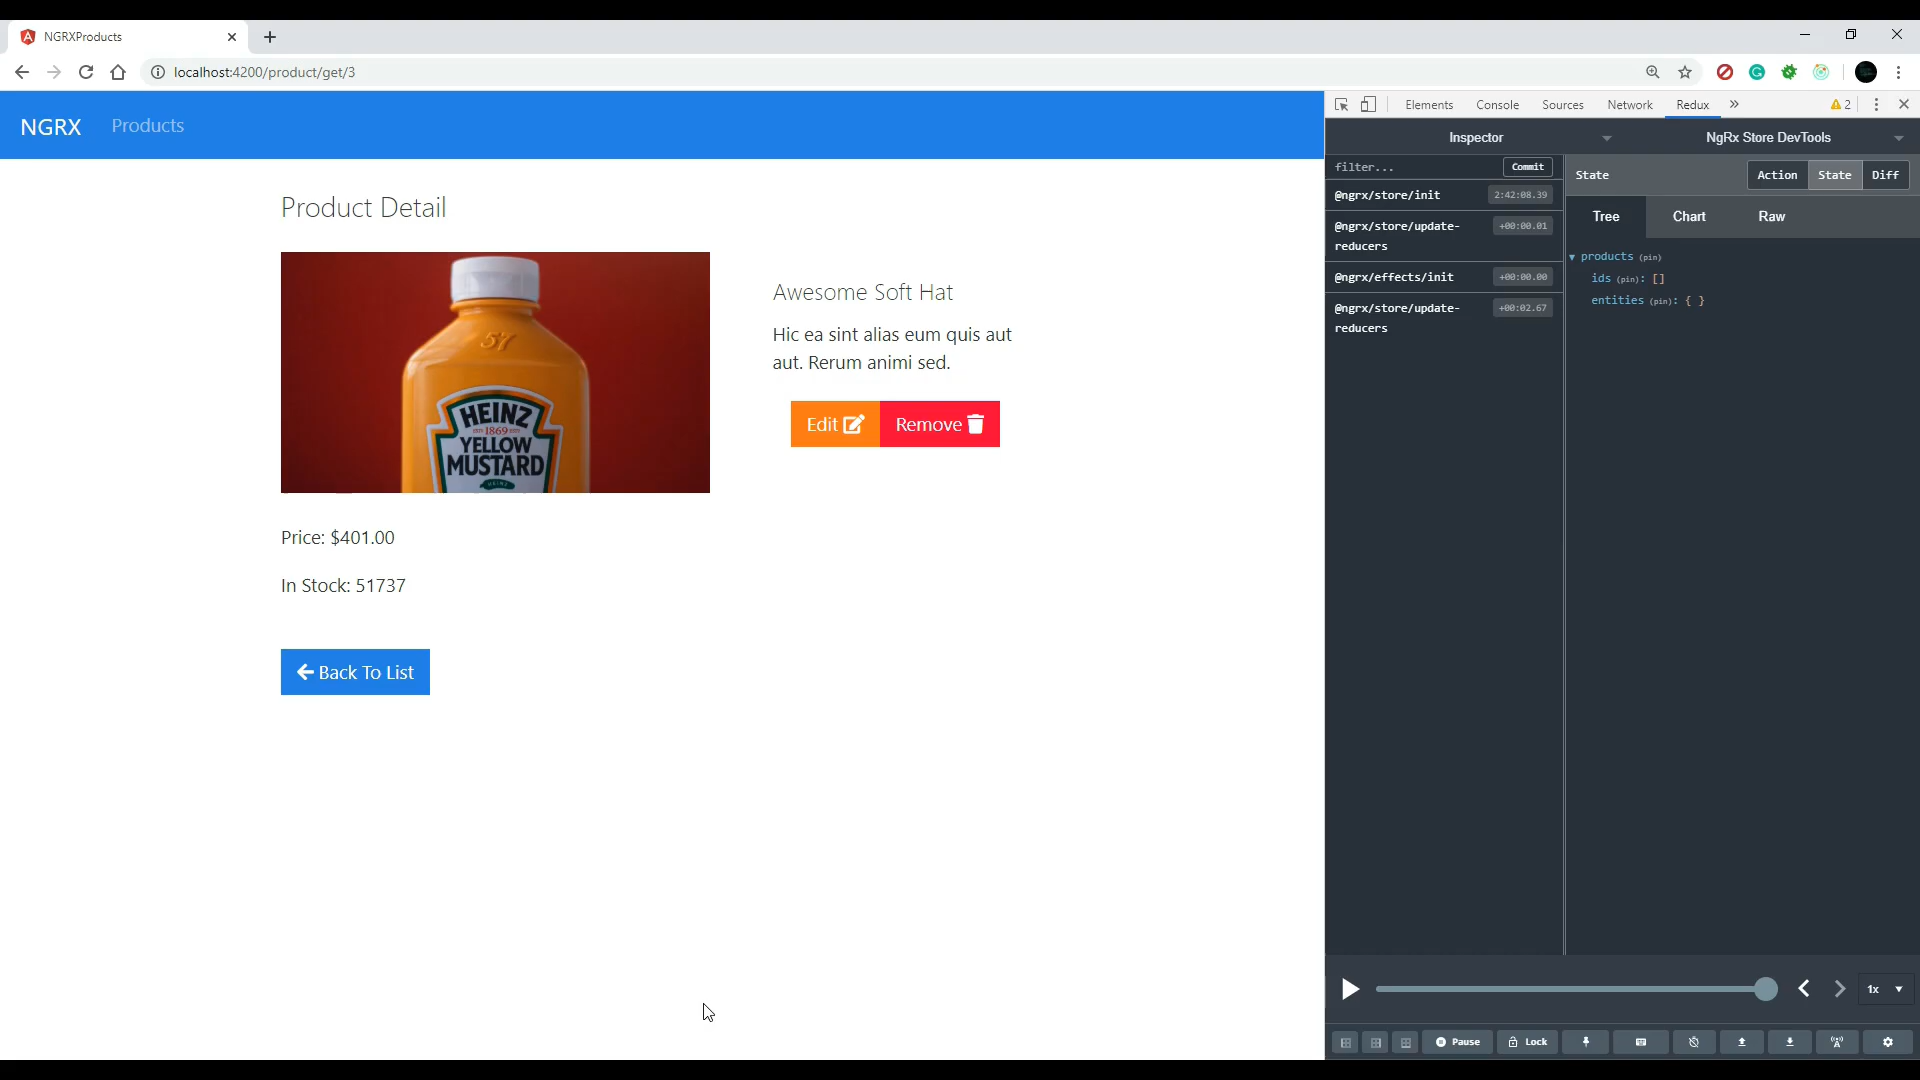 NGRXProducts
localhost:4200/product/get/3
NGRX
Products
Product Detail
57
HEINZ
ESTD 1869
YELLOW
MUSTARD
HEINZ
Awesome Soft Hat
Hic ea sint alias eum quis aut
aut. Rerum animi sed.
Edit
Remove
Price: $401.00
In Stock: 51737
Back To List
Elements
Console
Sources
Network
Redux
2
Inspector
NgRx Store DevTools
filter...
Commit
@ngrx/store/init
2:42:08.39
@ngrx/store/update-
reducers
+00:00.01
@ngrx/effects/init
+00:00.00
@ngrx/store/update-
reducers
+00:02.67
State
Action
State
Diff
Tree
Chart
Raw
products (pin)
ids (pin): []
entities (pin): { }
1x
Pause
Lock